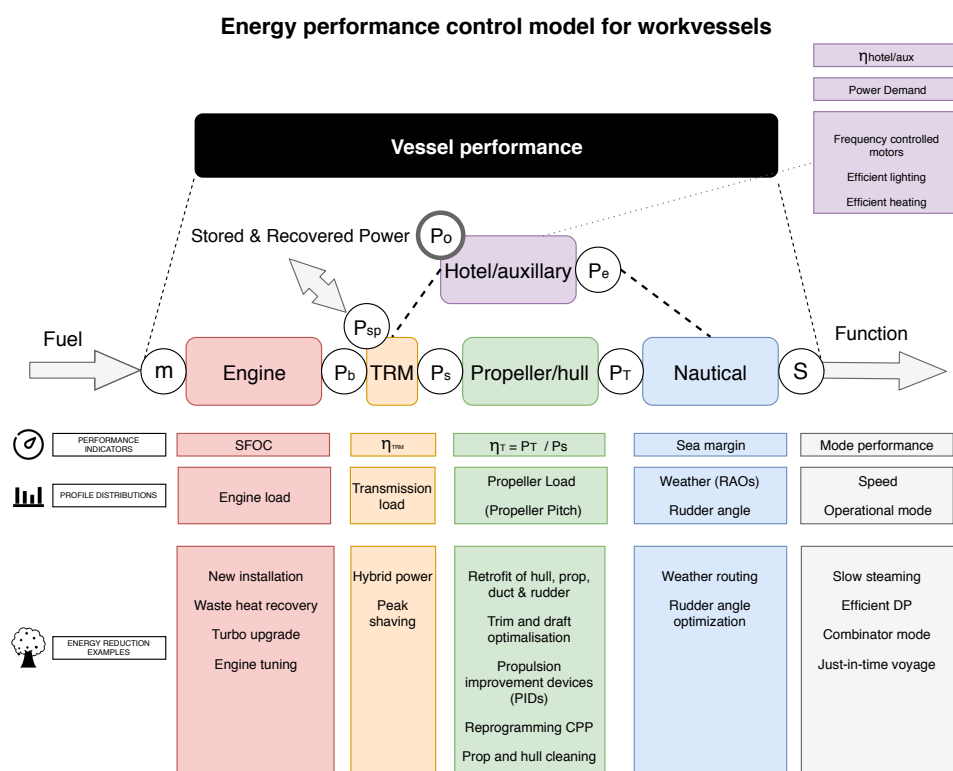 Energy performance control model for workvessels
ηhotel/aux
Power Demand
Frequency controlled
motors
Efficient lighting
Efficient heating
Vessel performance
Stored & Recovered Power
Po
Hotel/auxillary
Pe
Psp
Fuel
Function
m
Engine
Pb
TRM
Ps
Propeller/hull
PT
Nautical
S
PERFORMANCE
INDICATORS
SFOC
ηTRM
ηT = PT / Ps
Sea margin
Mode performance
PROFILE DISTRIBUTIONS
Engine load
Transmission
load
Propeller Load
(Propeller Pitch)
Weather (RAOs)
Rudder angle
Speed
Operational mode
ENERGY REDUCTION
EXAMPLES
New installation
Waste heat recovery
Turbo upgrade
Engine tuning
Hybrid power
Peak
shaving
Retrofit of hull, prop,
duct & rudder
Trim and draft
optimalisation
Propulsion
improvement devices
(PIDs)
Reprogramming CPP
Prop and hull cleaning
Weather routing
Rudder angle
optimization
Slow steaming
Efficient DP
Combinator mode
Just-in-time voyage